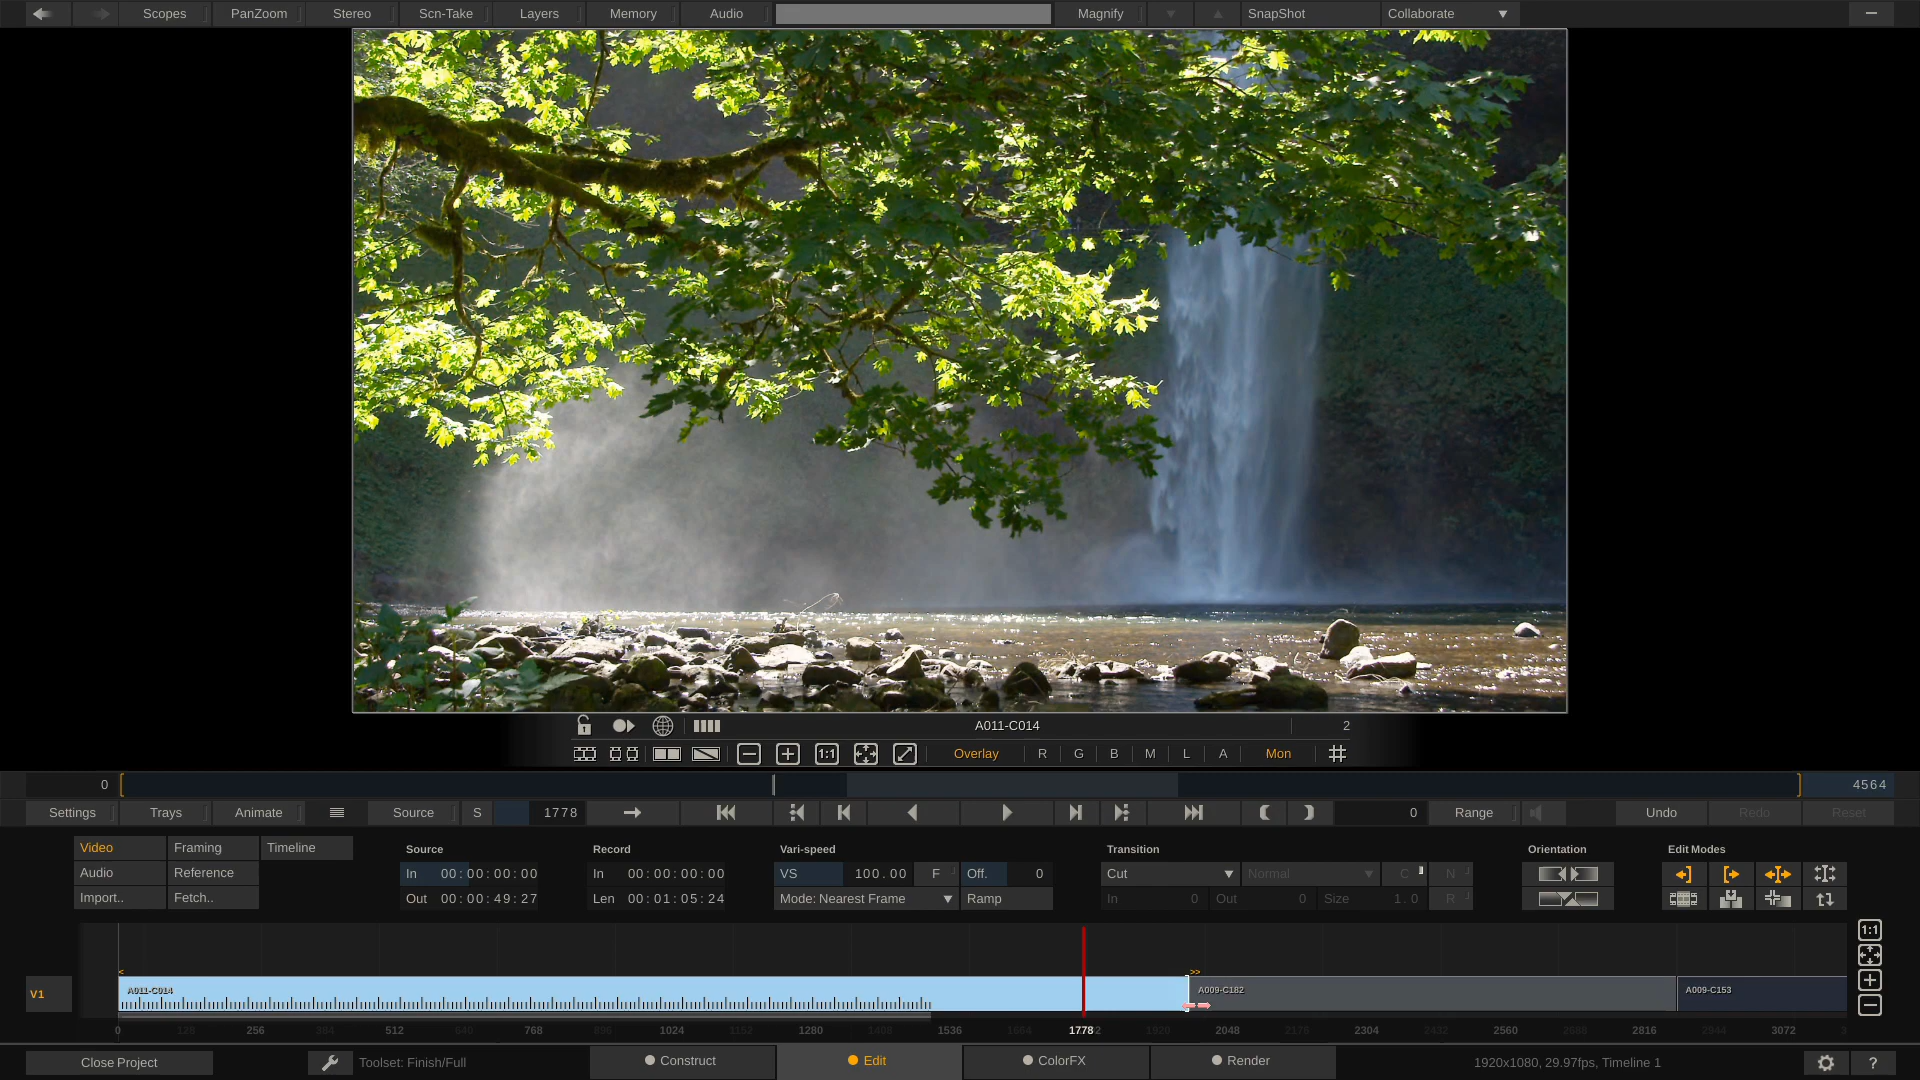 Scopes PanZoom Stereo Scn-Take Layers Memory Audio Magnify SnapShot Collaborate
A011-C014 2
1:1 Overlay R G B M L A Mon
0 4564
Settings Trays Animate Source S 1778 0 Range Undo Redo Reset
Video Framing Timeline Source Record Vari-speed Transition Orientation Edit Modes
Audio Reference In 00:00:00:00 In 00:00:00:00 VS 100.00 F Off. 0 Cut Normal C N
Import.. Fetch.. Out 00:00:49:27 Len 00:01:05:24 Mode: Nearest Frame Ramp In 0 Out 0 Size 1.0 R
1:1
< >>
V1 A011-C014 A009-C182 A009-C153
0 128 256 384 512 640 768 896 1024 1152 1280 1408 1536 1664 1778 1920 2048 2176 2304 2432 2560 2688 2816 2944 3072
Close Project Toolset: Finish/Full Construct Edit ColorFX Render 1920x1080, 29.97fps, Timeline 1 ?